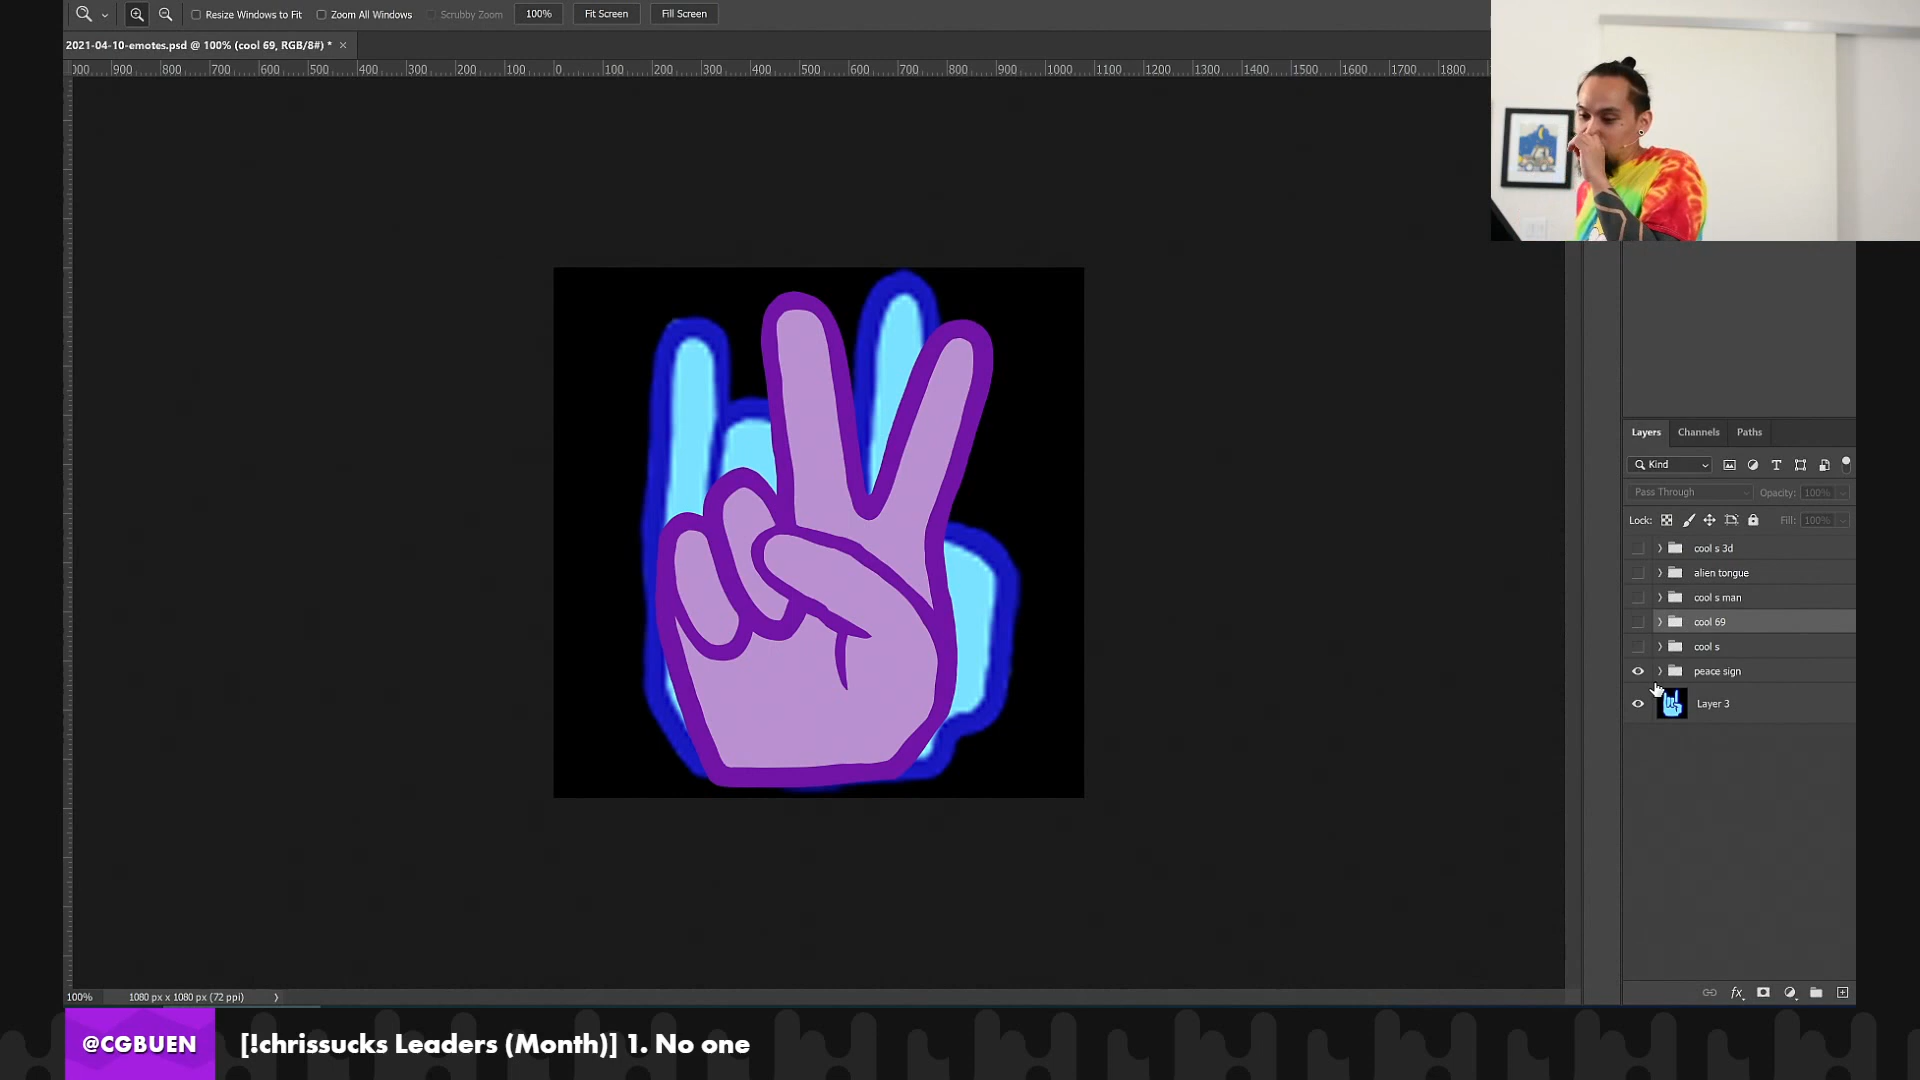 Resize Windows to Fit Zoom All Windows Scrubby Zoom 100% Fit Screen Fill Screen
2021-04-10-emotes.psd @ 100% (cool 69, RGB/8#) * ×
000 900 800 700 600 500 400 300 200 100 0 100 200 300 400 500 600 700 800 900 1000 1100 1200 1300 1400 1500 1600 1700 1800
Layers Channels Paths
Kind
Pass Through Opacity: 100%
Lock: Fill: 100%
cool s 3d
alien tongue
cool s man
cool 69
cool s
peace sign
Layer 3
100% 1080 px x 1080 px (72 ppi)
fx
@CGBUEN [!chrissucks Leaders (Month)] 1. No one